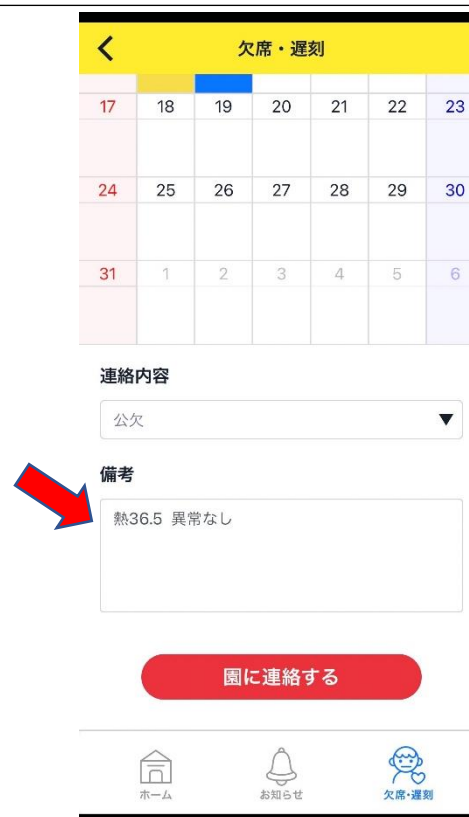 欠席・遅刻
17 18 19 20 21 22 23
24 25 26 27 28 29 30
31 1 2 3 4 5 6
連絡内容
公欠
備考
熱36.5 異常なし
園に連絡する
ホーム お知らせ 欠席・遅刻